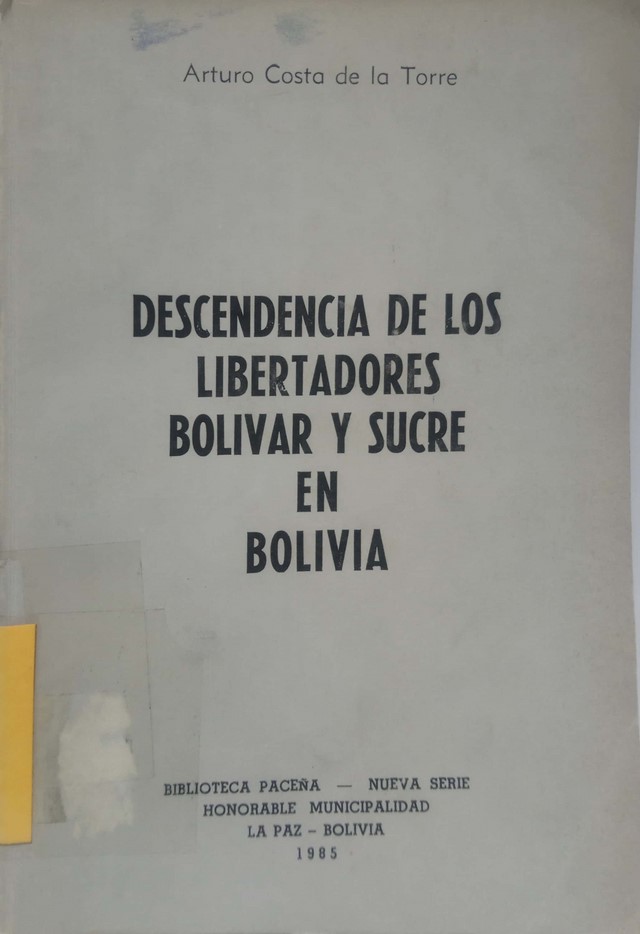 Arturo Costa de la Torre
DESCENDENCIA DE LOS
LIBERTADORES
BOLIVAR Y SUCRE
EN
BOLIVIA
BIBLIOTECA PACEÑA — NUEVA SERIE
HONORABLE MUNICIPALIDAD
LA PAZ – BOLIVIA
1985